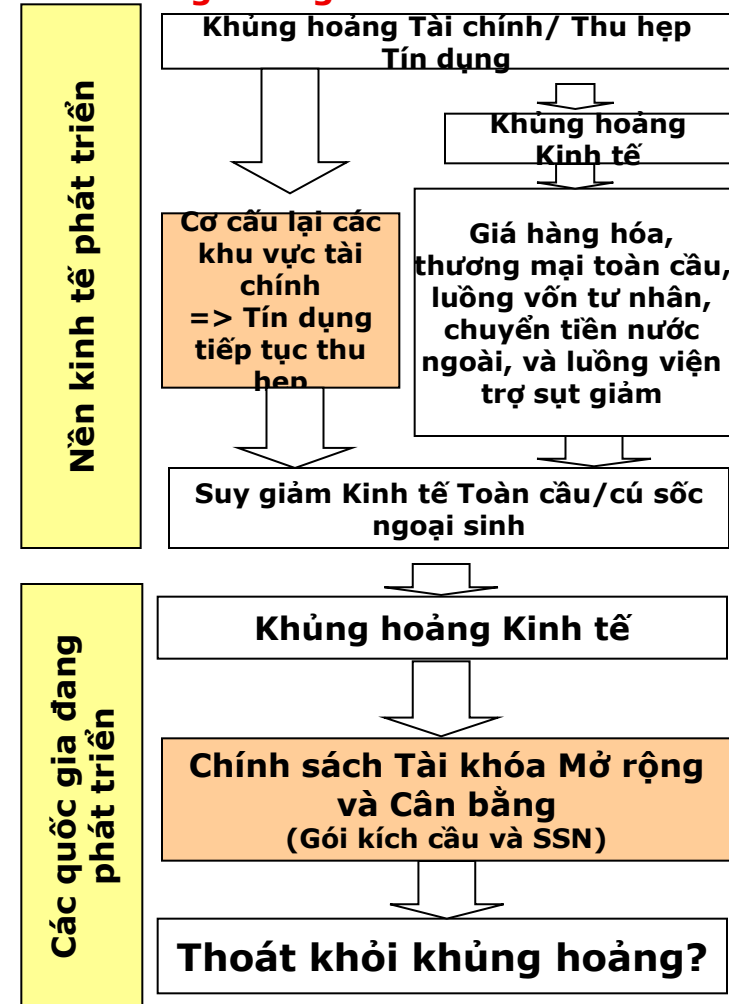 Khủng hoảng Tài chính/ Thu hẹp
Tín dụng
Nền kinh tế phát triển
Khủng hoảng
Kinh tế
Cơ cấu lại các
khu vực tài
chính
=> Tín dụng
tiếp tục thu
hẹp
Giá hàng hóa,
thương mại toàn cầu,
luồng vốn tư nhân,
chuyển tiền nước
ngoài, và luồng viện
trợ sụt giảm
Suy giảm Kinh tế Toàn cầu/cú sốc
ngoại sinh
Các quốc gia đang
phát triển
Khủng hoảng Kinh tế
Chính sách Tài khóa Mở rộng
và Cân bằng
(Gói kích cầu và SSN)
Thoát khỏi khủng hoảng?